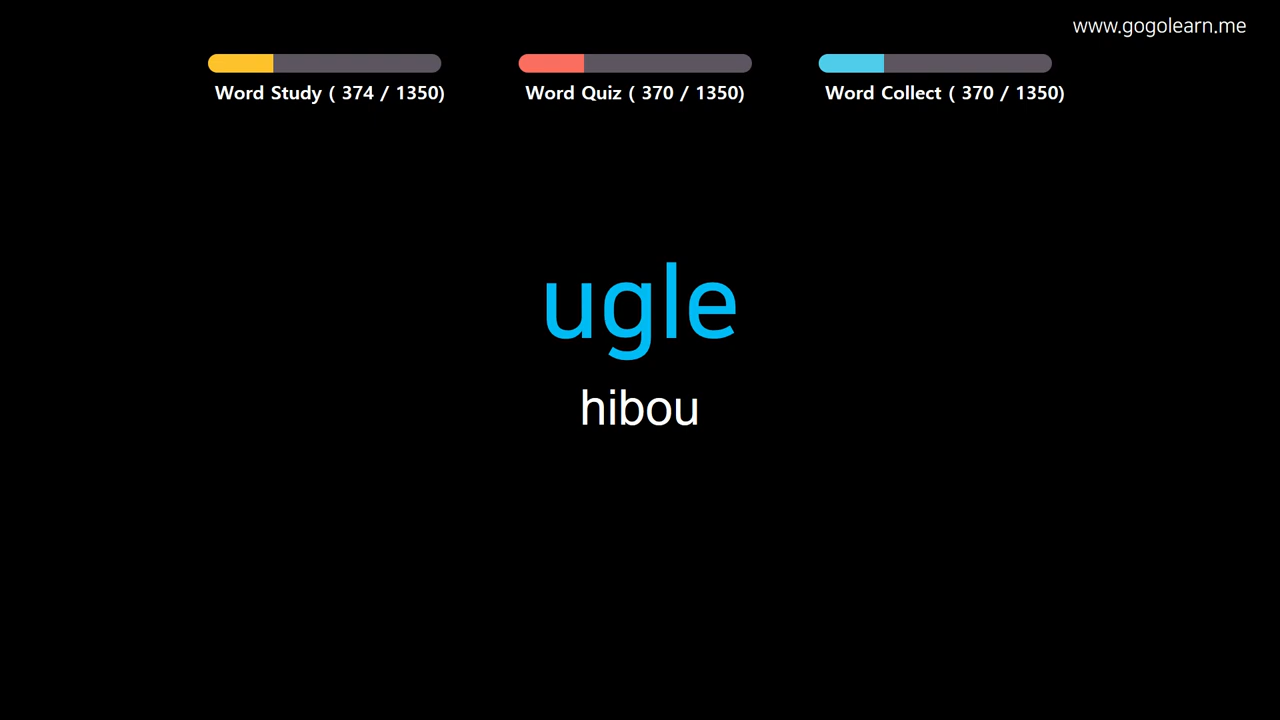 www.gogolearn.me
Word Study ( 374 / 1350)
Word Quiz ( 370 / 1350)
Word Collect ( 370 / 1350)
ugle
hibou